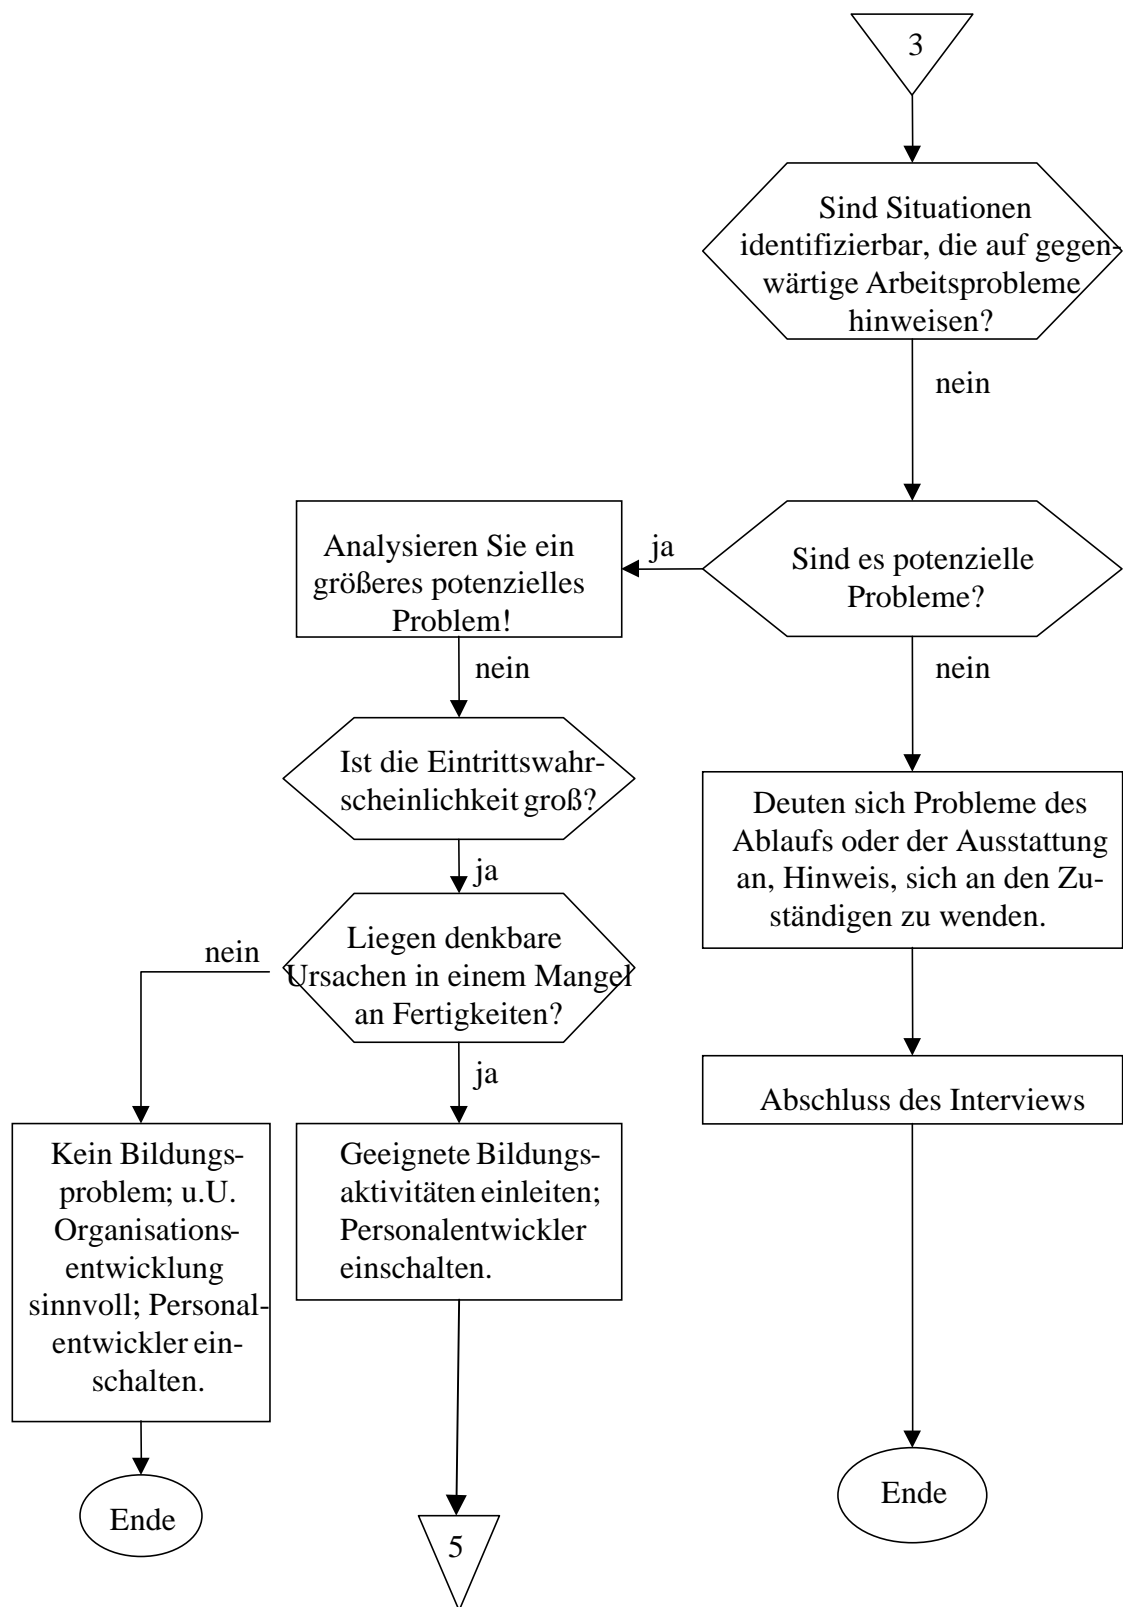 3
Sind Situationen
identifizierbar, die auf gegen-
wärtige Arbeitsprobleme
hinweisen?
nein
Analysieren Sie ein
größeres potenzielles
Problem!
ja
Sind es potenzielle
Probleme?
nein
nein
Ist die Eintrittswahr-
scheinlichkeit groß?
Deuten sich Probleme des
Ablaufs oder der Ausstattung
an, Hinweis, sich an den Zu-
ständigen zu wenden.
ja
nein
Liegen denkbare
Ursachen in einem Mangel
an Fertigkeiten?
ja
Abschluss des Interviews
Kein Bildungs-
problem; u.U.
Organisations-
entwicklung
sinnvoll; Personal-
entwickler ein-
schalten.
Geeignete Bildungs-
aktivitäten einleiten;
Personalentwickler
einschalten.
Ende
5
Ende